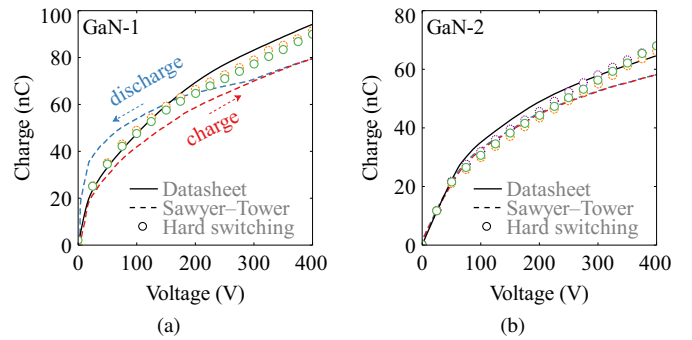 GaN-1
Charge (nC)
100
80
60
40
20
0
discharge
charge
Datasheet
Sawyer–Tower
Hard switching
0
100
200
300
400
Voltage (V)
(a)
GaN-2
Charge (nC)
80
60
40
20
0
Datasheet
Sawyer–Tower
Hard switching
0
100
200
300
400
Voltage (V)
(b)